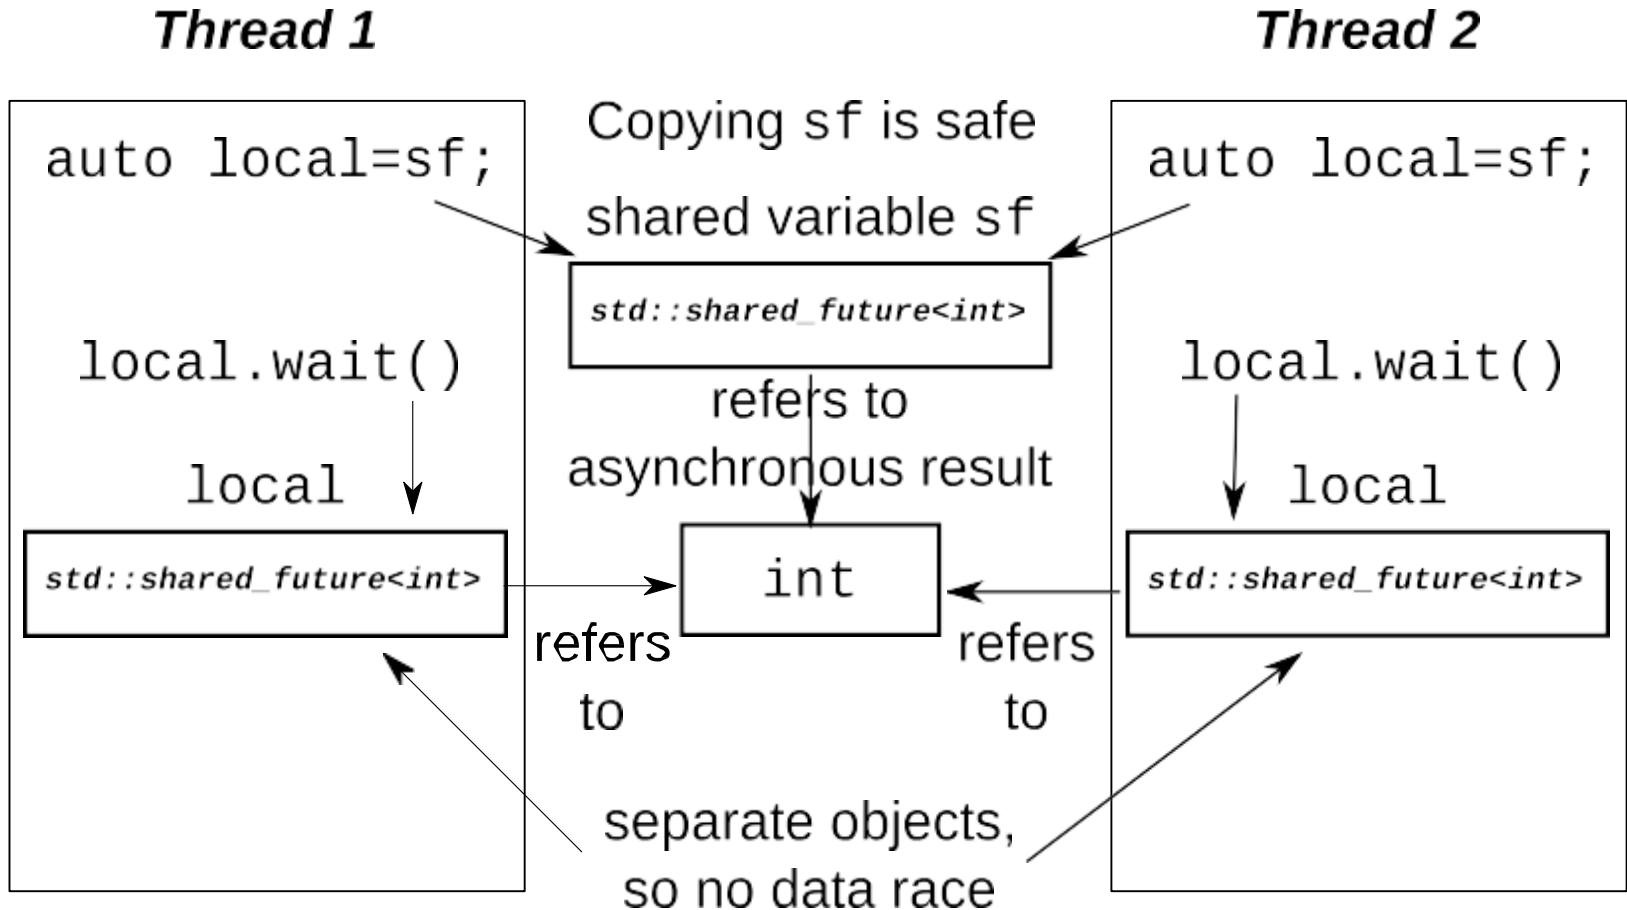 Thread 1
Thread 2
auto local=sf;
Copying sf is safe
auto local=sf;
shared variable sf
std::shared_future<int>
local.wait()
refers to
local.wait()
asynchronous result
local
local
std::shared_future<int>
int
std::shared_future<int>
refers
to
refers
to
separate objects,
so no data race